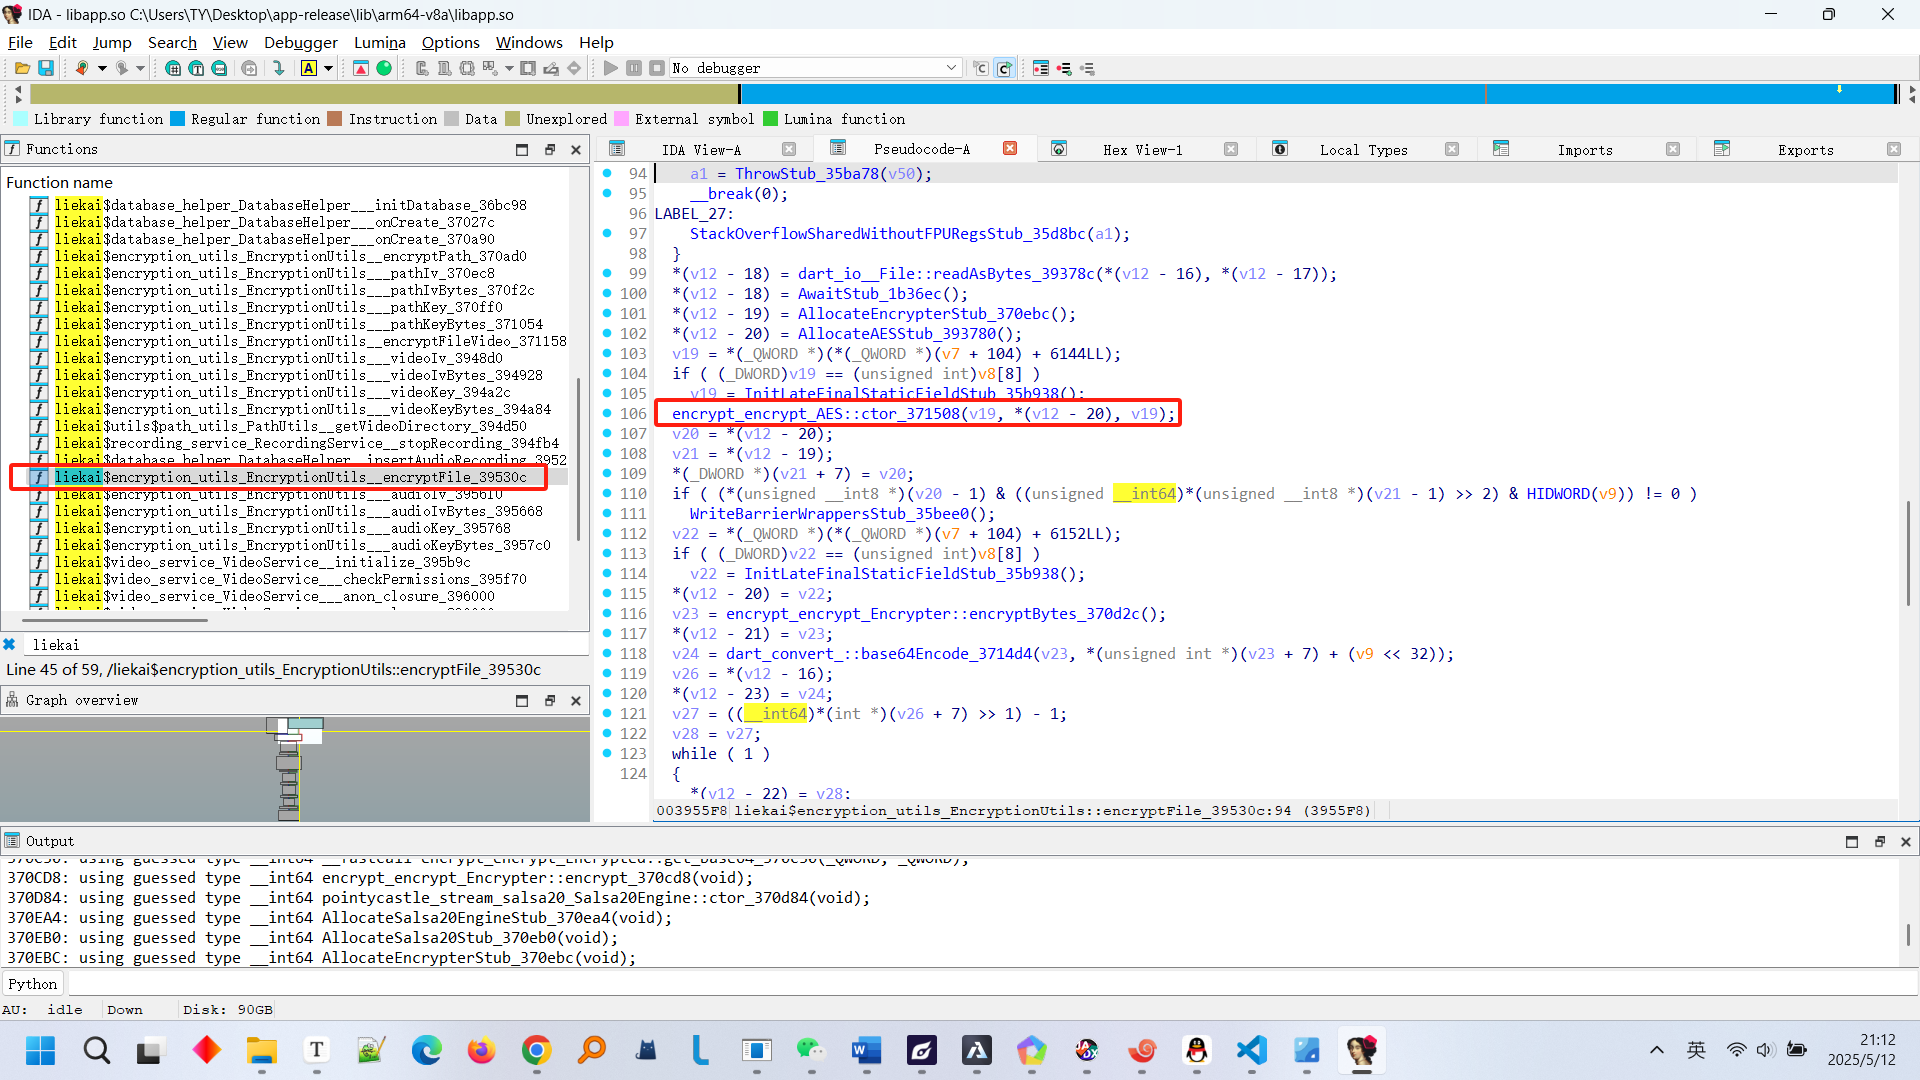 IDA - libapp.so C:\Users\TY\Desktop\app-release\lib\arm64-v8a\libapp.so
File Edit Jump Search View Debugger Lumina Options Windows Help
No debugger
Library function Regular function Instruction Data Unexplored External symbol Lumina function
Functions
Function name
liekai$database_helper_DatabaseHelper___initDatabase_36bc98
liekai$database_helper_DatabaseHelper___onCreate_37027c
liekai$database_helper_DatabaseHelper___onCreate_370a90
liekai$encryption_utils_EncryptionUtils__encryptPath_370ad0
liekai$encryption_utils_EncryptionUtils___pathIv_370ec8
liekai$encryption_utils_EncryptionUtils___pathIvBytes_370f2c
liekai$encryption_utils_EncryptionUtils___pathKey_370ff0
liekai$encryption_utils_EncryptionUtils___pathKeyBytes_371054
liekai$encryption_utils_EncryptionUtils__encryptFileVideo_371158
liekai$encryption_utils_EncryptionUtils___videoIv_3948d0
liekai$encryption_utils_EncryptionUtils___videoIvBytes_394928
liekai$encryption_utils_EncryptionUtils___videoKey_394a2c
liekai$encryption_utils_EncryptionUtils___videoKeyBytes_394a84
liekai$utils$path_utils_PathUtils__getVideoDirectory_394d50
liekai$recording_service_RecordingService__stopRecording_394fb4
liekai$database_helper_DatabaseHelper__insertAudioRecording_3952
liekai$encryption_utils_EncryptionUtils__encryptFile_39530c
liekai$encryption_utils_EncryptionUtils___audioIv_395610
liekai$encryption_utils_EncryptionUtils___audioIvBytes_395668
liekai$encryption_utils_EncryptionUtils___audioKey_395768
liekai$encryption_utils_EncryptionUtils___audioKeyBytes_3957c0
liekai$video_service_VideoService__initialize_395b9c
liekai$video_service_VideoService___checkPermissions_395f70
liekai$video_service_VideoService___anon_closure_396000
liekai
Line 45 of 59, /liekai$encryption_utils_EncryptionUtils::encryptFile_39530c
Graph overview
IDA View-A Pseudocode-A Hex View-1 Local Types Imports Exports
94 a1 = ThrowStub_35ba78(v50);
95 __break(0);
96 LABEL_27:
97 StackOverflowSharedWithoutFPURegsStub_35d8bc(a1);
98 }
99 *(v12 - 18) = dart_io__File::readAsBytes_39378c(*(v12 - 16), *(v12 - 17));
100 *(v12 - 18) = AwaitStub_1b36ec();
101 *(v12 - 19) = AllocateEncrypterStub_370ebc();
102 *(v12 - 20) = AllocateAESStub_393780();
103 v19 = *(_QWORD *)(*(_QWORD *)(v7 + 104) + 6144LL);
104 if ( (_DWORD)v19 == (unsigned int)v8[8] )
105 v19 = InitLateFinalStaticFieldStub_35b938();
106 encrypt_encrypt_AES::ctor_371508(v19, *(v12 - 20), v19);
107 v20 = *(v12 - 20);
108 v21 = *(v12 - 19);
109 *(_DWORD *)(v21 + 7) = v20;
110 if ( (*(unsigned __int8 *)(v20 - 1) & ((unsigned __int64)*(unsigned __int8 *)(v21 - 1) >> 2) & HIDWORD(v9)) != 0 )
111 WriteBarrierWrappersStub_35bee0();
112 v22 = *(_QWORD *)(*(_QWORD *)(v7 + 104) + 6152LL);
113 if ( (_DWORD)v22 == (unsigned int)v8[8] )
114 v22 = InitLateFinalStaticFieldStub_35b938();
115 *(v12 - 20) = v22;
116 v23 = encrypt_encrypt_Encrypter::encryptBytes_370d2c();
117 *(v12 - 21) = v23;
118 v24 = dart_convert_::base64Encode_3714d4(v23, *(unsigned int *)(v23 + 7) + (v9 << 32));
119 v26 = *(v12 - 16);
120 *(v12 - 23) = v24;
121 v27 = ((__int64)*(int *)(v26 + 7) >> 1) - 1;
122 v28 = v27;
123 while ( 1 )
124 {
*(v12 - 22) = v28;
003955F8 liekai$encryption_utils_EncryptionUtils::encryptFile_39530c:94 (3955F8)
Output
370C30: using guessed type __int64 __fastcall encrypt_encrypt_Encrypted::get_base64_370c30(_QWORD, _QWORD);
370CD8: using guessed type __int64 encrypt_encrypt_Encrypter::encrypt_370cd8(void);
370D84: using guessed type __int64 pointycastle_stream_salsa20_Salsa20Engine::ctor_370d84(void);
370EA4: using guessed type __int64 AllocateSalsa20EngineStub_370ea4(void);
370EB0: using guessed type __int64 AllocateSalsa20Stub_370eb0(void);
370EBC: using guessed type __int64 AllocateEncrypterStub_370ebc(void);
Python
AU: idle Down Disk: 90GB
英
21:12
2025/5/12